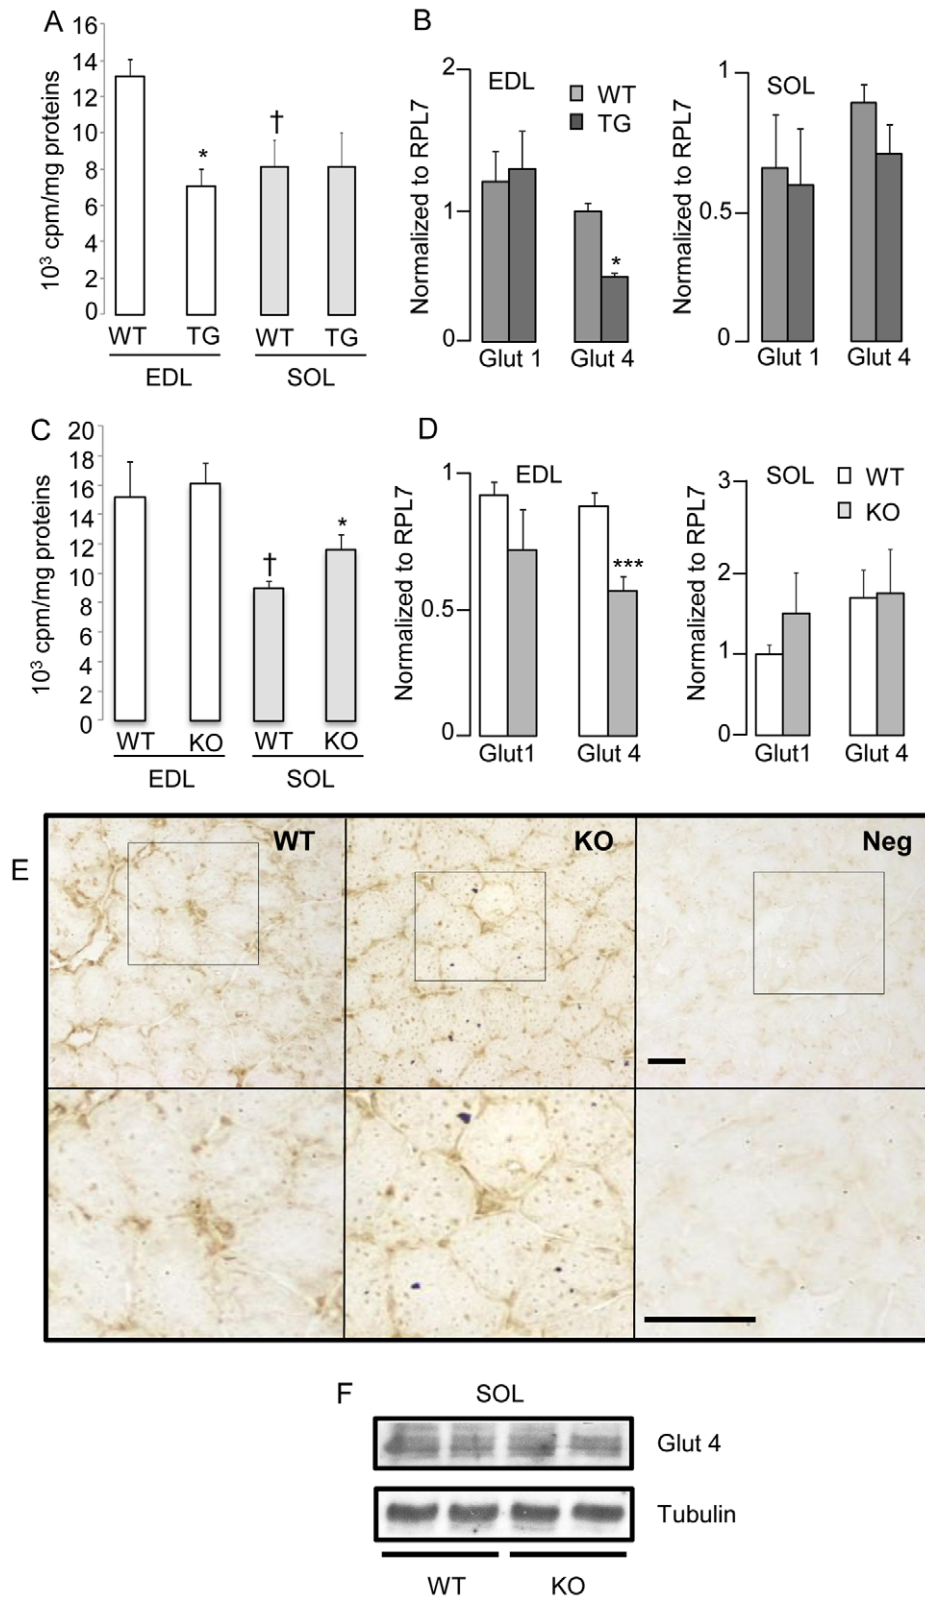 A
16
14
12
10
8
6
4
2
0
10³ cpm/mg proteins
*
†
WT TG WT TG
EDL SOL
B
2
1
0
Normalized to RPL7
EDL
WT
TG
*
Glut 1 Glut 4
1
0.5
0
Normalized to RPL7
SOL
Glut 1 Glut 4
C
20
18
16
14
12
10
8
6
4
2
0
10³ cpm/mg proteins
†
*
WT KO WT KO
EDL SOL
D
1
0.5
0
Normalized to RPL7
EDL
***
Glut1 Glut 4
3
2
1
0
Normalized to RPL7
SOL
WT
KO
Glut1 Glut 4
E
WT KO Neg
F
SOL
Glut 4
Tubulin
WT KO